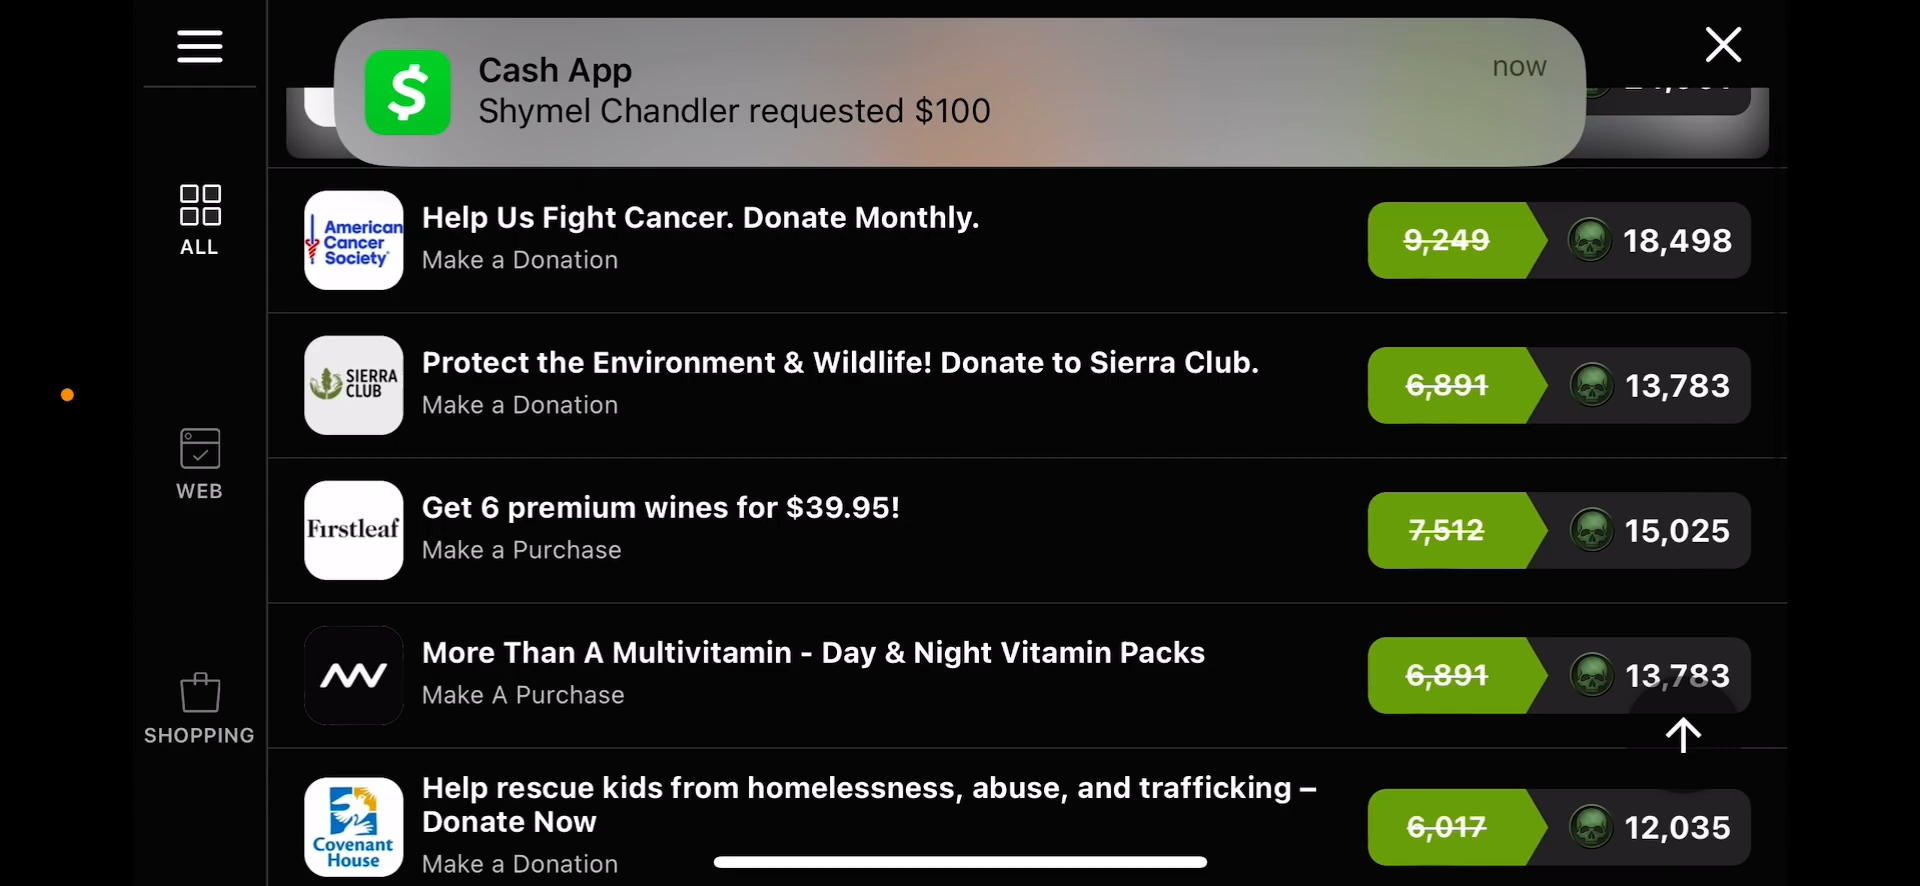 Cash App
now
Shymel Chandler requested $100
ALL
American
Cancer
Society
Help Us Fight Cancer. Donate Monthly.
Make a Donation
9,249
18,498
SIERRA
CLUB
Protect the Environment & Wildlife! Donate to Sierra Club.
Make a Donation
6,891
13,783
WEB
Firstleaf
Get 6 premium wines for $39.95!
Make a Purchase
7,512
15,025
More Than A Multivitamin - Day & Night Vitamin Packs
Make A Purchase
6,891
13,783
SHOPPING
Covenant
House
Help rescue kids from homelessness, abuse, and trafficking –
Donate Now
Make a Donation
6,017
12,035